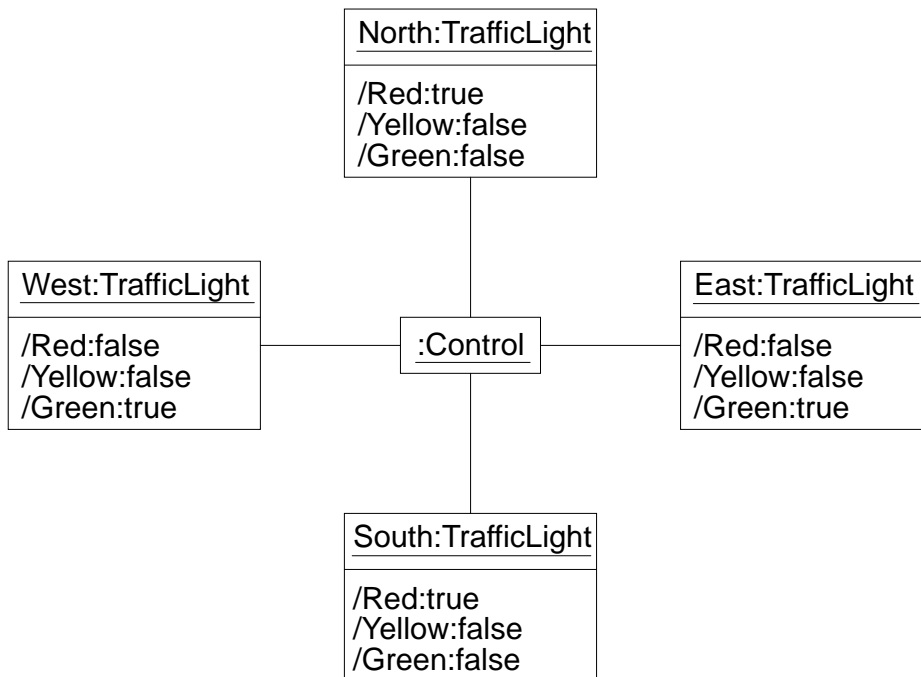 North:TrafficLight
/Red:true
/Yellow:false
/Green:false
West:TrafficLight
/Red:false
/Yellow:false
/Green:true
:Control
East:TrafficLight
/Red:false
/Yellow:false
/Green:true
South:TrafficLight
/Red:true
/Yellow:false
/Green:false